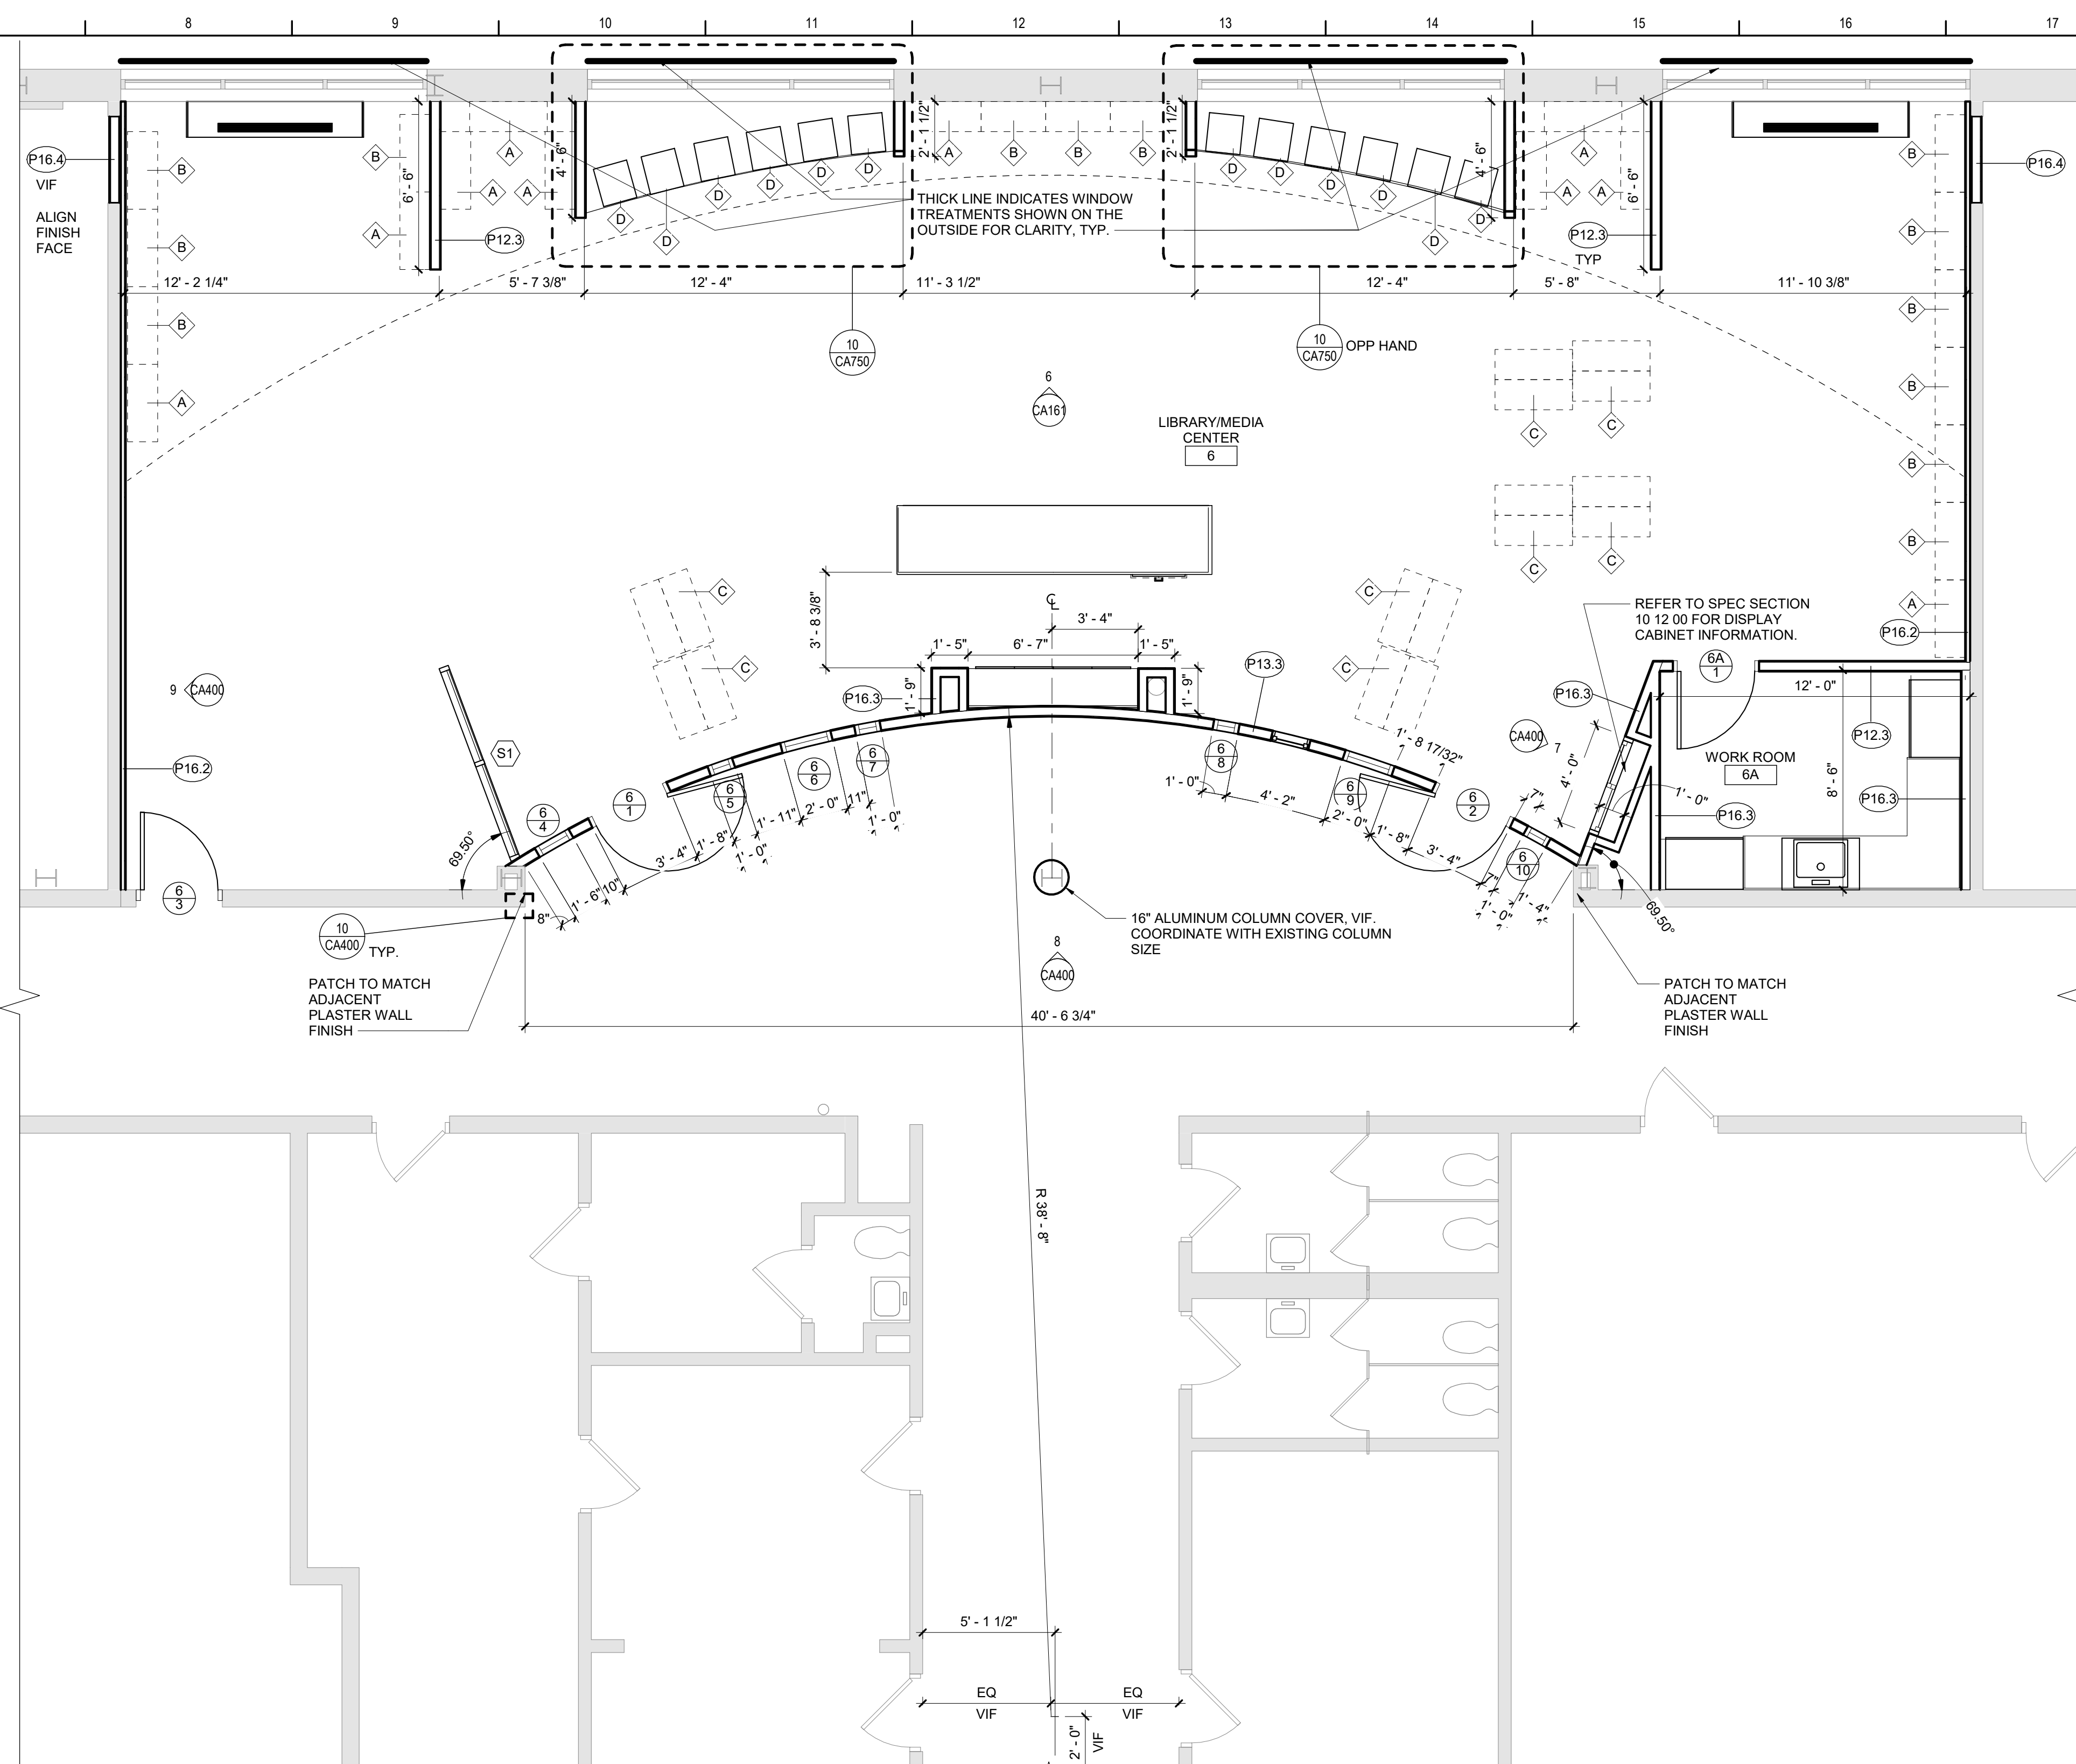 8 9 10 11 12 13 14 15 16 17
P16.4
VIF
ALIGN
FINISH
FACE
B
B
B
A
B
A
6' - 6"
A
A
A
P12.3
4' - 6"
D
D
D
D
D
D
2' - 1 1/2"
A
B
B
B
2' - 1 1/2"
THICK LINE INDICATES WINDOW
TREATMENTS SHOWN ON THE
OUTSIDE FOR CLARITY, TYP.
D
D
D
D
D
D
4' - 6"
A
A
A
P12.3
TYP
6' - 6"
B
B
B
B
B
B
A
P16.4
12' - 2 1/4"
5' - 7 3/8"
12' - 4"
11' - 3 1/2"
12' - 4"
5' - 8"
11' - 10 3/8"
10
CA750
10
CA750
OPP HAND
6
CA161
LIBRARY/MEDIA
CENTER
6
C
C
C
C
C
C
C
C
3' - 8 3/8"
CL
3' - 4"
1' - 5"
6' - 7"
1' - 5"
1' - 9"
1' - 9"
P16.3
P13.3
REFER TO SPEC SECTION
10 12 00 FOR DISPLAY
CABINET INFORMATION.
P16.2
6A
1
P16.3
12' - 0"
P12.3
WORK ROOM
6A
8' - 6"
P16.3
P16.3
1' - 0"
4' - 0"
CA400
7
9
CA400
P16.2
S1
69.50°
6
3
6
4
6
1
6
5
6
6
6
7
6
8
6
9
6
2
6
10
8"
1' - 6"
10"
3' - 4"
1' - 8"
1' - 0"
1' - 11"
2' - 0"
11"
1' - 0"
1' - 0"
4' - 2"
2' - 0"
1' - 8"
3' - 4"
1' - 8 17/32"
7"
7"
1' - 0"
1' - 4"
69.50°
10
CA400
TYP.
PATCH TO MATCH
ADJACENT
PLASTER WALL
FINISH
16" ALUMINUM COLUMN COVER, VIF.
COORDINATE WITH EXISTING COLUMN
SIZE
8
CA400
PATCH TO MATCH
ADJACENT
PLASTER WALL
FINISH
40' - 6 3/4"
R 38' - 8"
5' - 1 1/2"
EQ
VIF
EQ
VIF
2' - 0"
VIF